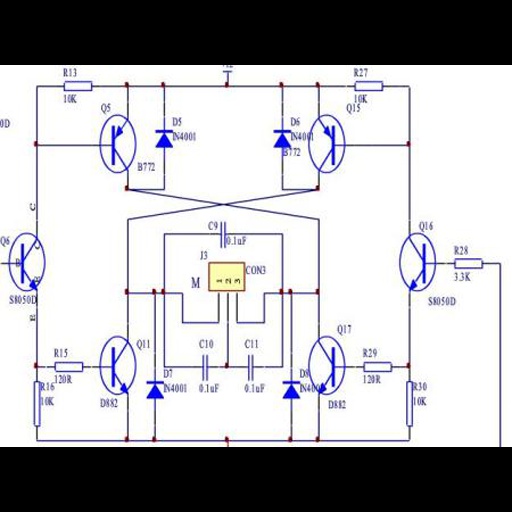 R13
10K
R27
10K
Q5
D5
IN4001
B772
D6
IN4001
B772
Q15
0D
C
C
Q6
B
E
S8050D
E
C9
0.1uF
J3
CON3
M
1 2 3
Q16
R28
3.3K
S8050D
R15
120R
Q11
D882
D7
IN4001
C10
0.1uF
C11
0.1uF
D8
IN4001
Q17
D882
R29
120R
R16
10K
R30
10K